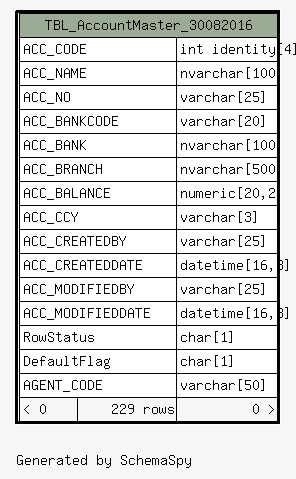 TBL_AccountMaster_30082016
ACC_CODE int identity[4]
ACC_NAME nvarchar[100
ACC_NO varchar[25]
ACC_BANKCODE varchar[20]
ACC_BANK nvarchar[100
ACC_BRANCH nvarchar[500
ACC_BALANCE numeric[20,2
ACC_CCY varchar[3]
ACC_CREATEDBY varchar[25]
ACC_CREATEDDATE datetime[16,3]
ACC_MODIFIEDBY varchar[25]
ACC_MODIFIEDDATE datetime[16,3]
RowStatus char[1]
DefaultFlag char[1]
AGENT_CODE varchar[50]
< 0 229 rows 0 >
Generated by SchemaSpy